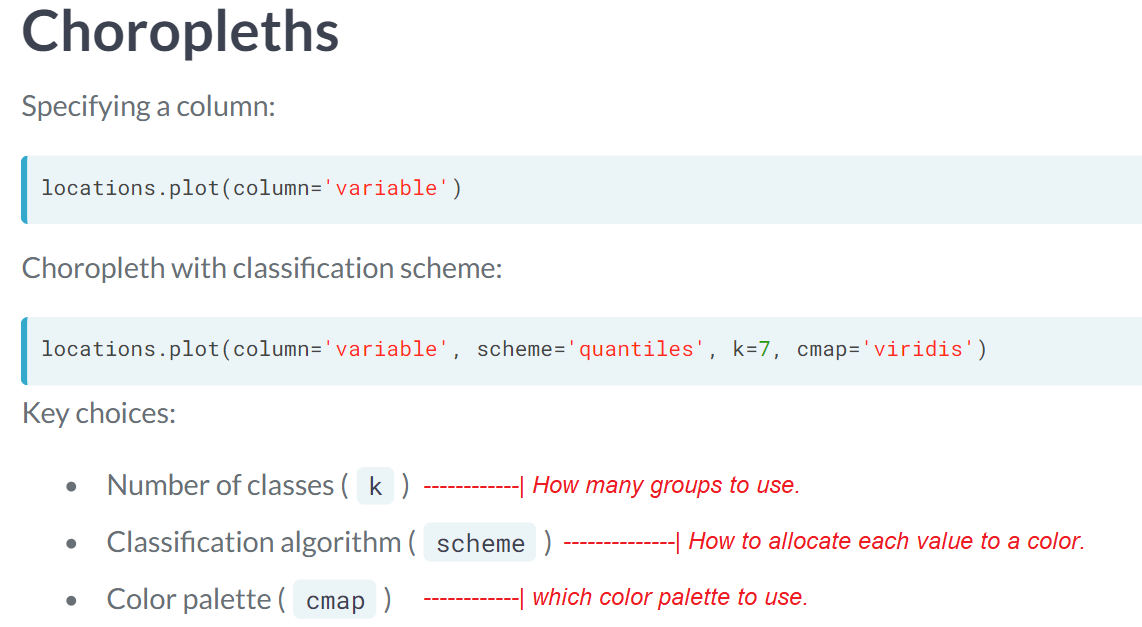 Choropleths
Specifying a column:
locations.plot(column='variable')
Choropleth with classification scheme:
locations.plot(column='variable', scheme='quantiles', k=7, cmap='viridis')
Key choices:
• Number of classes ( k ) ------------| How many groups to use.
• Classification algorithm ( scheme ) --------------| How to allocate each value to a color.
• Color palette ( cmap ) ------------| which color palette to use.